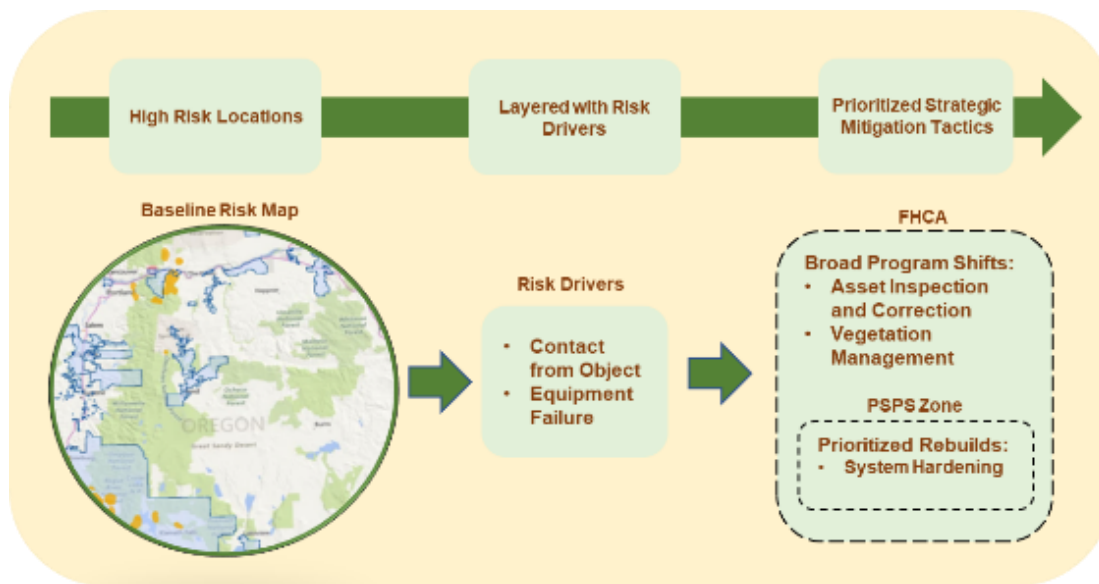 High Risk Locations
Layered with Risk
Drivers
Prioritized Strategic
Mitigation Tactics
Baseline Risk Map
OREGON
Risk Drivers
• Contact
from Object
• Equipment
Failure
FHCA
Broad Program Shifts:
• Asset Inspection
and Correction
• Vegetation
Management
PSPS Zone
Prioritized Rebuilds:
• System Hardening